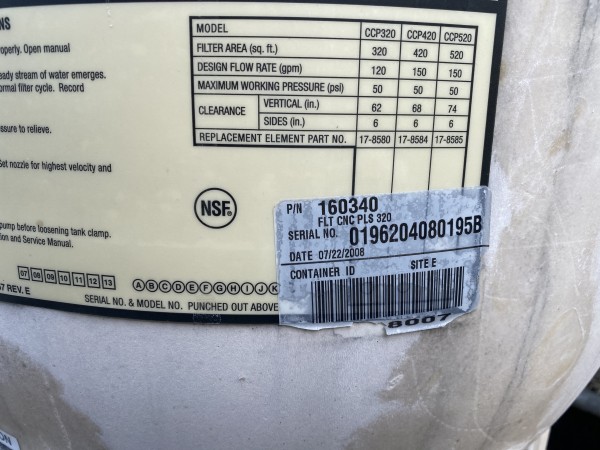 NS
operly. Open manual
eady stream of water emerges.
ormal filter cycle. Record
ssure to relieve.
Set nozzle for highest velocity and
pump before loosening tank clamp.
ion and Service Manual.
07 08 09 10 11 12 13
57 REV. E
A B C D E F G H I J K
SERIAL NO. & MODEL NO. PUNCHED OUT ABOVE
MODEL CCP320 CCP420 CCP520
FILTER AREA (sq. ft.) 320 420 520
DESIGN FLOW RATE (gpm) 120 150 150
MAXIMUM WORKING PRESSURE (psi) 50 50 50
CLEARANCE VERTICAL (in.) 62 68 74
SIDES (in.) 6 6 6
REPLACEMENT ELEMENT PART NO. 17-8580 17-8584 17-8585
NSF®
P/N 160340
FLT CNC PLS 320
SERIAL NO. 0196204080195B
DATE 07/22/2008
CONTAINER ID SITE E
8007
ON